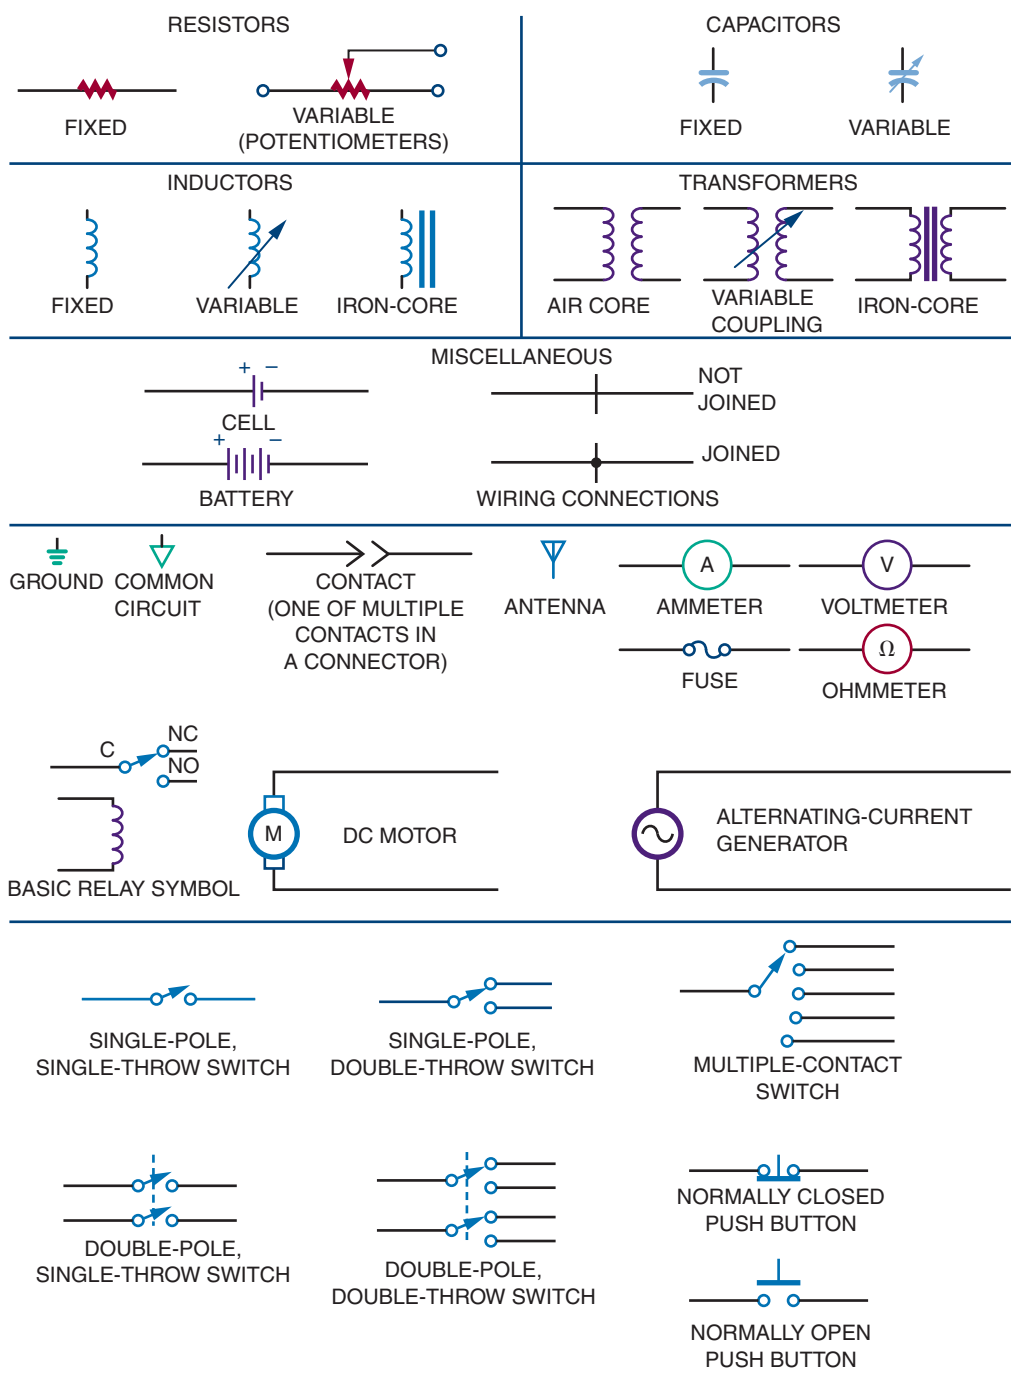 RESISTORS
FIXED
VARIABLE
(POTENTIOMETERS)
CAPACITORS
FIXED
VARIABLE
INDUCTORS
FIXED
VARIABLE
IRON-CORE
TRANSFORMERS
AIR CORE
VARIABLE
COUPLING
IRON-CORE
MISCELLANEOUS
+ −
CELL
+ −
BATTERY
NOT
JOINED
JOINED
WIRING CONNECTIONS
GROUND
COMMON
CIRCUIT
CONTACT
(ONE OF MULTIPLE
CONTACTS IN
A CONNECTOR)
ANTENNA
A
AMMETER
V
VOLTMETER
FUSE
Ω
OHMMETER
C
NC
NO
BASIC RELAY SYMBOL
M
DC MOTOR
ALTERNATING-CURRENT
GENERATOR
SINGLE-POLE,
SINGLE-THROW SWITCH
SINGLE-POLE,
DOUBLE-THROW SWITCH
MULTIPLE-CONTACT
SWITCH
DOUBLE-POLE,
SINGLE-THROW SWITCH
DOUBLE-POLE,
DOUBLE-THROW SWITCH
NORMALLY CLOSED
PUSH BUTTON
NORMALLY OPEN
PUSH BUTTON